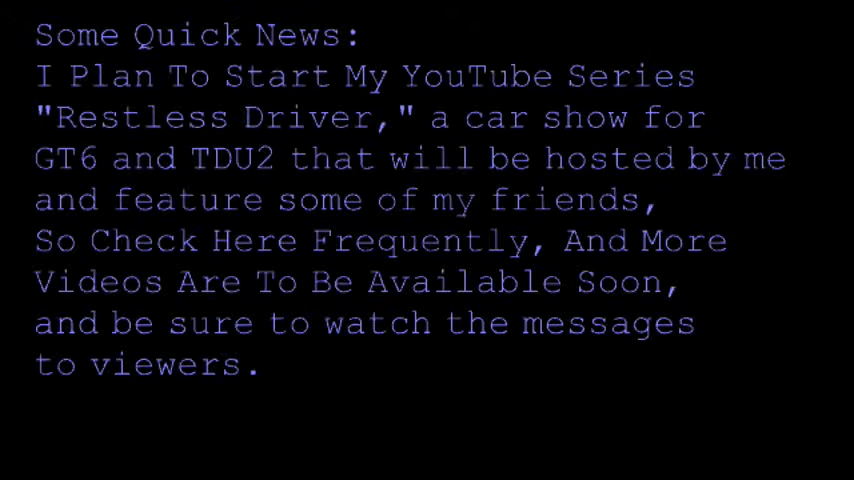 Some Quick News:
I Plan To Start My YouTube Series
"Restless Driver," a car show for
GT6 and TDU2 that will be hosted by me
and feature some of my friends,
So Check Here Frequently, And More
Videos Are To Be Available Soon,
and be sure to watch the messages
to viewers.